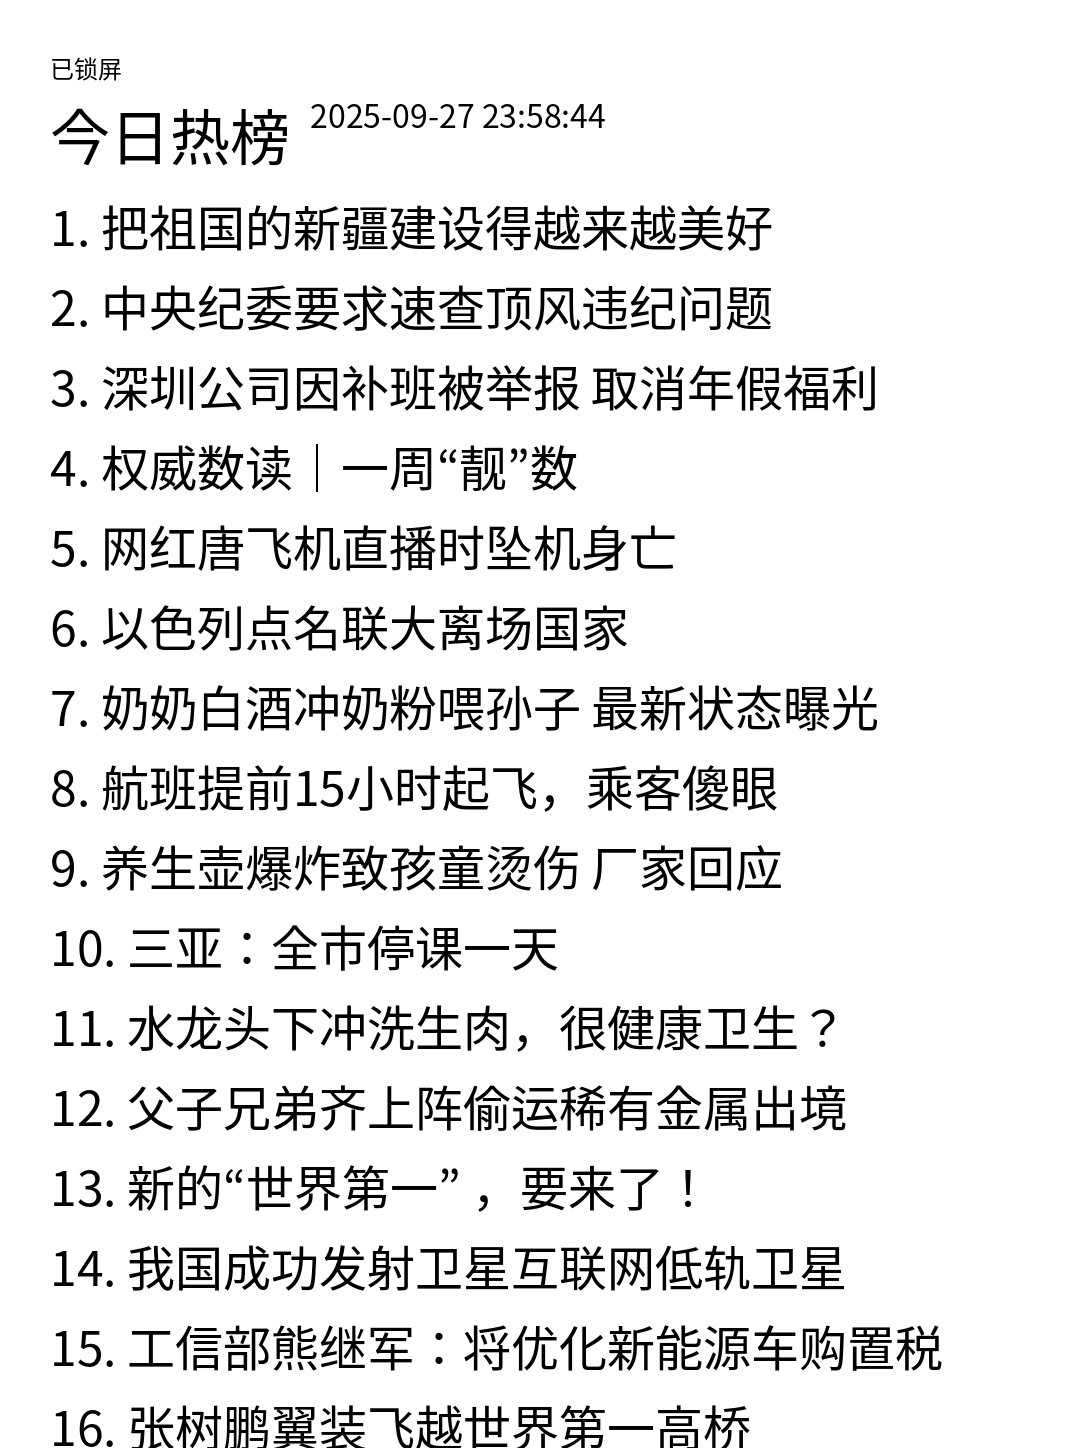 已锁屏
今日热榜 2025-09-27 23:58:44
1. 把祖国的新疆建设得越来越美好
2. 中央纪委要求速查顶风违纪问题
3. 深圳公司因补班被举报 取消年假福利
4. 权威数读｜一周“靓”数
5. 网红唐飞机直播时坠机身亡
6. 以色列点名联大离场国家
7. 奶奶白酒冲奶粉喂孙子 最新状态曝光
8. 航班提前15小时起飞，乘客傻眼
9. 养生壶爆炸致孩童烫伤 厂家回应
10. 三亚：全市停课一天
11. 水龙头下冲洗生肉，很健康卫生？
12. 父子兄弟齐上阵偷运稀有金属出境
13. 新的“世界第一” ，要来了！
14. 我国成功发射卫星互联网低轨卫星
15. 工信部熊继军：将优化新能源车购置税
16. 张树鹏翼装飞越世界第一高桥